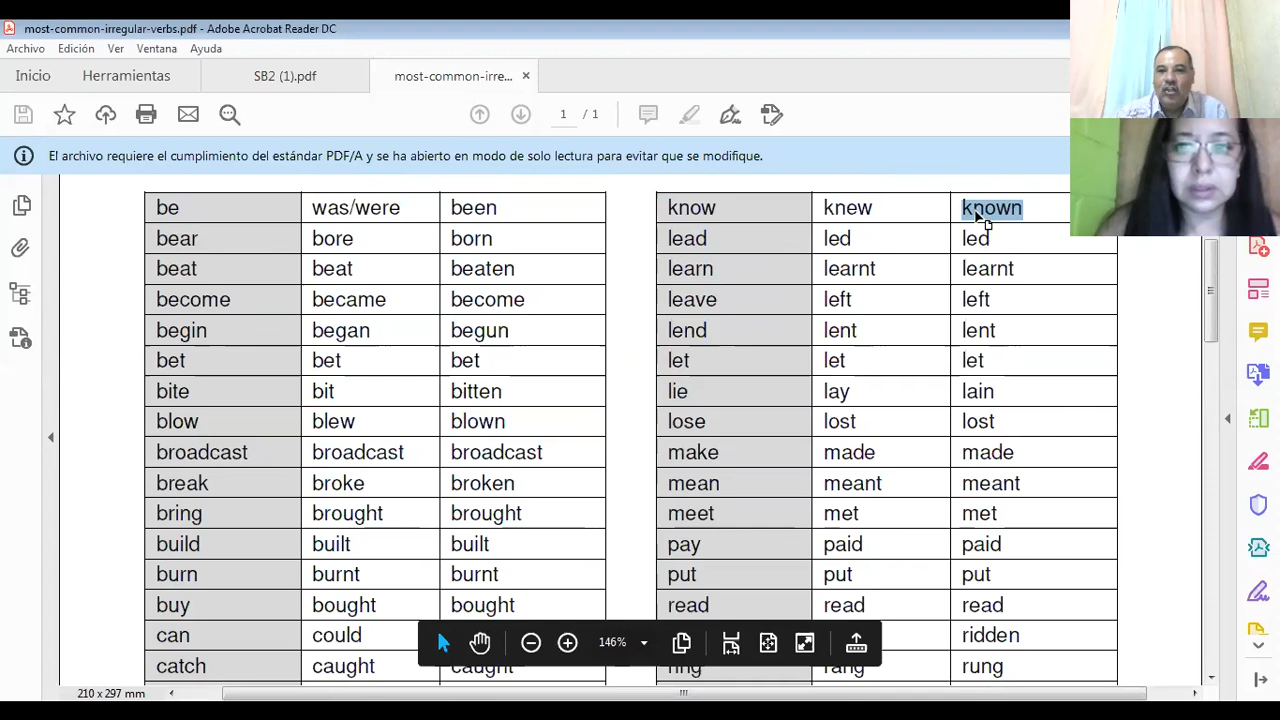 most-common-irregular-verbs.pdf - Adobe Acrobat Reader DC
Archivo Edición Ver Ventana Ayuda
Inicio Herramientas SB2 (1).pdf most-common-irre... ×
1 / 1
El archivo requiere el cumplimiento del estándar PDF/A y se ha abierto en modo de solo lectura para evitar que se modifique.
be was/were been know knew known
bear bore born lead led led
beat beat beaten learn learnt learnt
become became become leave left left
begin began begun lend lent lent
bet bet bet let let let
bite bit bitten lie lay lain
blow blew blown lose lost lost
broadcast broadcast broadcast make made made
break broke broken mean meant meant
bring brought brought meet met met
build built built pay paid paid
burn burnt burnt put put put
buy bought bought read read read
can could ridden
146%
catch caught caught ring rang rung
210 x 297 mm